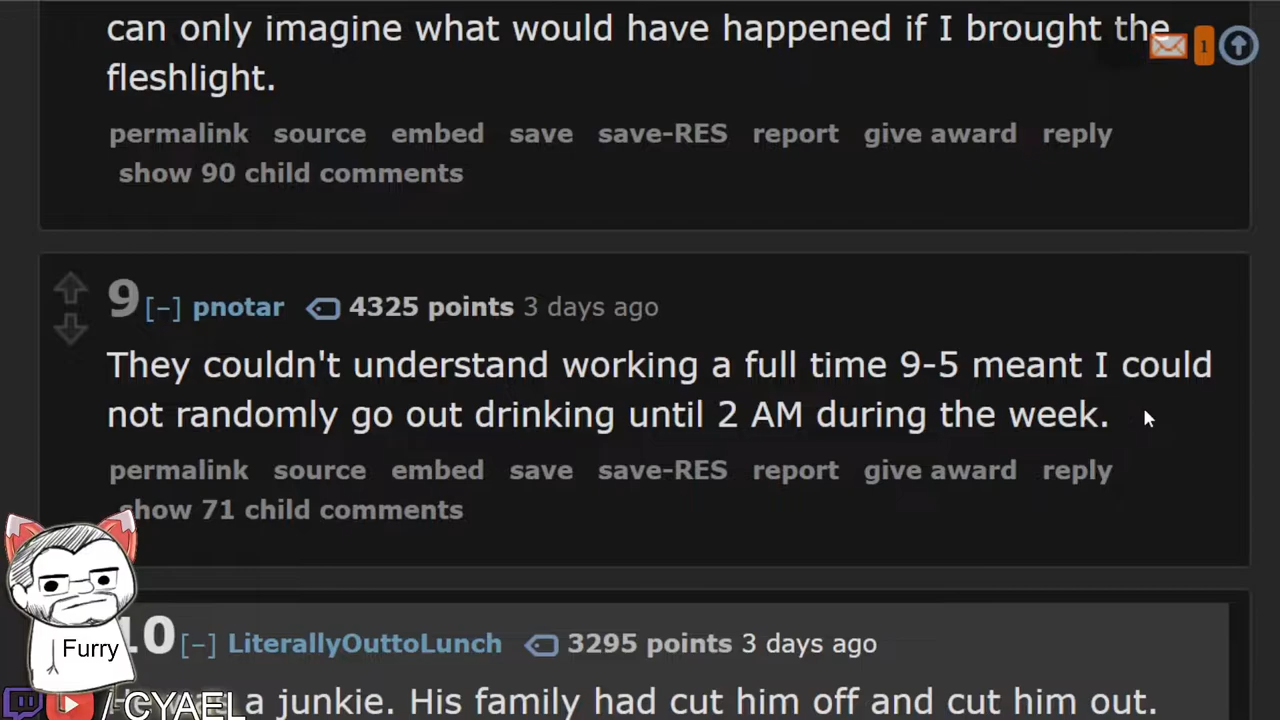 can only imagine what would have happened if I brought the
fleshlight.
1
permalink source embed save save-RES report give award reply
show 90 child comments
9 [–] pnotar 4325 points 3 days ago
They couldn't understand working a full time 9-5 meant I could
not randomly go out drinking until 2 AM during the week.
permalink source embed save save-RES report give award reply
show 71 child comments
10 [–] LiterallyOuttoLunch 3295 points 3 days ago
Furry
a junkie. His family had cut him off and cut him out.
/ CYAEL